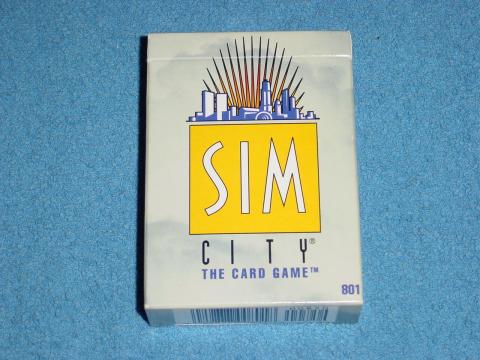 SIM
CITY®
THE CARD GAME™
801